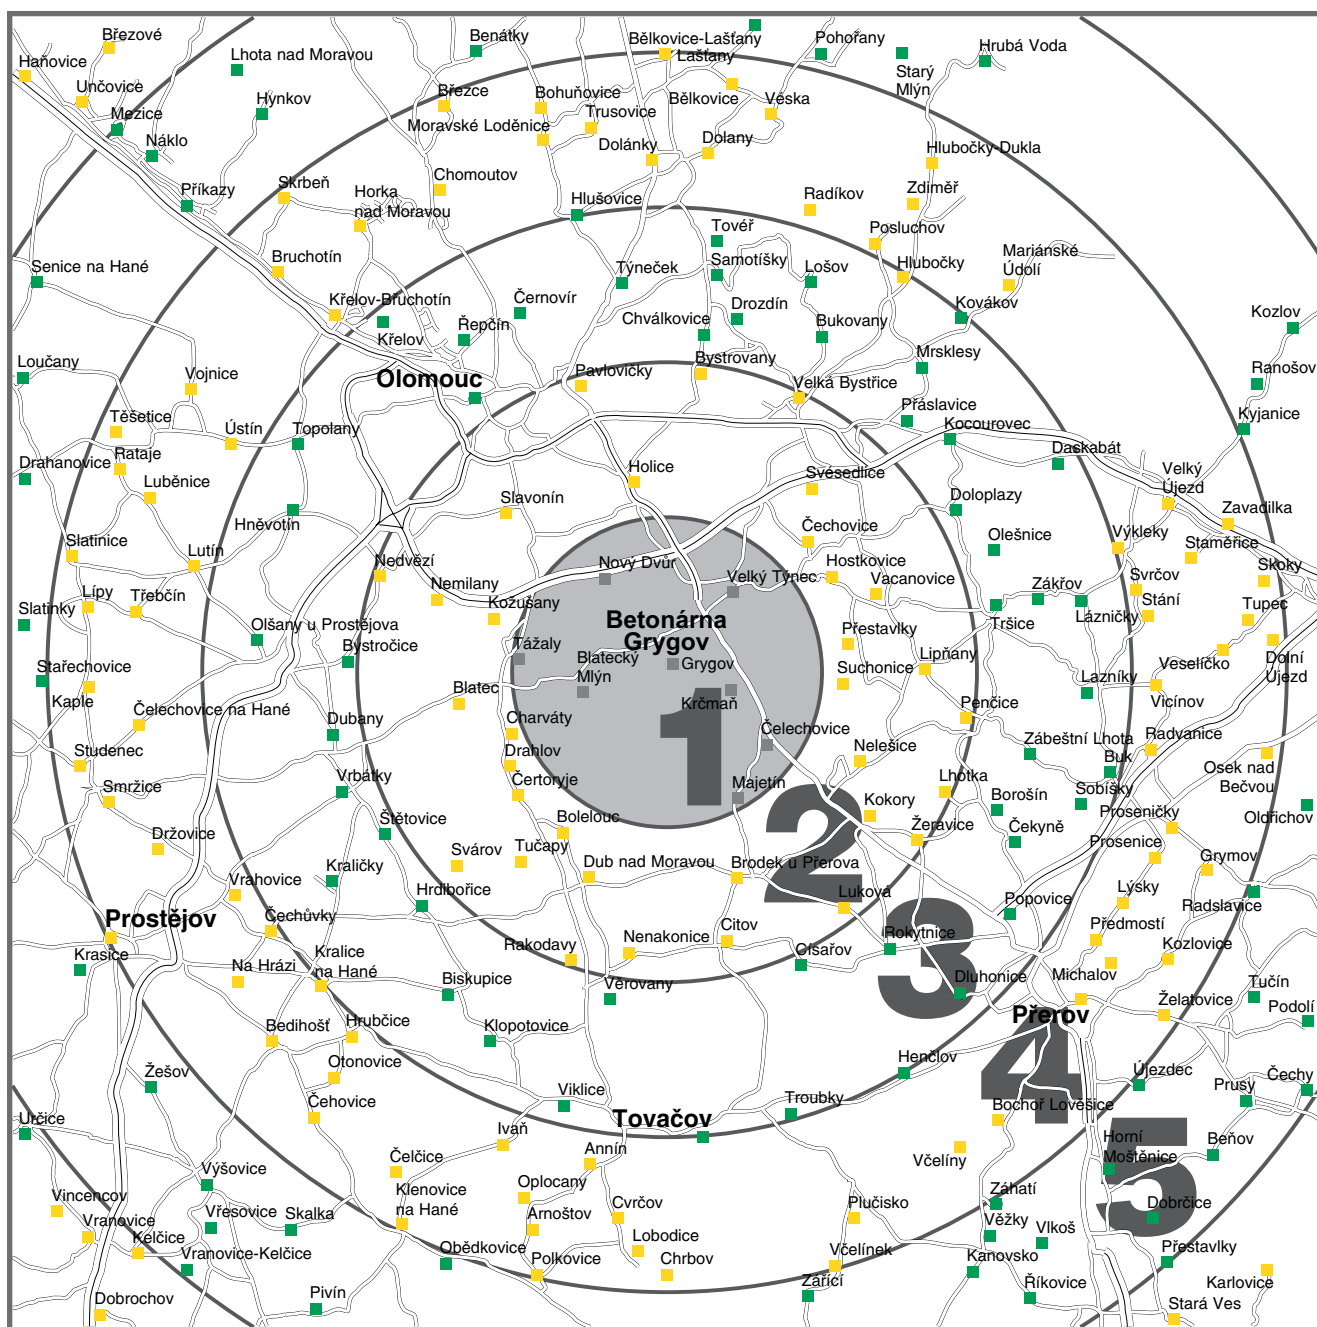 Březové
Haňovice
Unčovice
Mezice
Náklo
Lhota nad Moravou
Hynkov
Příkazy
Benátky
Březce
Bohuňovice
Moravské Loděnice
Trusovice
Bělkovice-Lašťany
Lašťany
Bělkovice
Véska
Dolánky
Dolany
Pohořany
Starý
Mlýn
Hrubá Voda
Hlubočky-Dukla
Skrbeň
Horka
nad Moravou
Chomoutov
Hlušovice
Radíkov
Zdiměř
Posluchov
Tovéř
Samotíšky
Lošov
Hlubočky
Mariánské
Údolí
Senice na Hané
Bruchotín
Křelov-Bruchotín
Křelov
Řepčín
Černovír
Týneček
Chválkovice
Drozdín
Bukovany
Kovákov
Kozlov
Loučany
Vojnice
Olomouc
Pavlovičky
Bystrovany
Velká Bystřice
Mrsklesy
Ranošov
Těšetice
Ústín
Topolany
Přáslavice
Kocourovec
Kyjanice
Daskabát
Drahanovice
Rataje
Luběnice
Holice
Svésedlice
Velký
Újezd
Hněvotín
Slavonín
Doloplazy
Zavadilka
Slatinice
Lutín
Nedvězí
Nový Dvůr
Čechovice
Olešnice
Výkleky
Staměřice
Lípy
Třebčín
Nemilany
Kožušany
Velký Týnec
Hostkovice
Vacanovice
Zákřov
Svrčov
Skoky
Slatinky
Olšany u Prostějova
Bystročice
Betonárna
Grygov
Tršice
Lázničky
Stání
Tupec
Přestavlky
Tážaly
Blatecký
Mlýn
Grygov
Suchonice
Lipňany
Veselíčko
Dolní
Újezd
Stařechovice
Kaple
Blatec
Krčmaň
Penčice
Lazníky
Vicínov
Čelechovice na Hané
Dubany
Charváty
1
Čelechovice
Studenec
Drahlov
Nelešice
Zábeštní Lhota
Buk
Radvanice
Osek nad
Bečvou
Smržice
Vrbátky
Čertoryje
Majetín
2
Kokory
Lhotka
Borošín
Sobíšky
Proseničky
Oldřichov
Držovice
Štětovice
Bolelouc
Žeravice
Čekyně
Prosenice
Grymov
Svárov
Tučapy
Dub nad Moravou
Brodek u Přerova
Vrahovice
Kraličky
Hrdibořice
Luková
Popovice
Lýsky
Radslavice
Prostějov
Čechůvky
Citov
3
Rokytnice
Předmostí
Krasice
Kralice
na Hané
Rakodavy
Nenakonice
Císařov
Kozlovice
Na Hrázi
Biskupice
Věrovany
Dluhonice
Michalov
Tučín
Bedihošť
Hrubčice
Klopotovice
Přerov
Želatovice
Podolí
Žešov
Otonovice
Henčlov
4
Újezdec
Prusy
Čechy
Určice
Čehovice
Viklice
Tovačov
Troubky
Bochoř
Lověšice
5
Ivaň
Včelíny
Horní
Moštěnice
Beňov
Výšovice
Čelčice
Annín
Vincencov
Klenovice
na Hané
Oplocany
Záhatí
Dobrčice
Vranovice
Vřesovice
Skalka
Arnoštov
Cvrčov
Plučisko
Věžky
Vlkoš
Kelčice
Vranovice-Kelčice
Obědkovice
Polkovice
Lobodice
Chrbov
Včelínek
Kanovsko
Přestavlky
Dobrochov
Pivín
Záříčí
Říkovice
Karlovice
Stará Ves